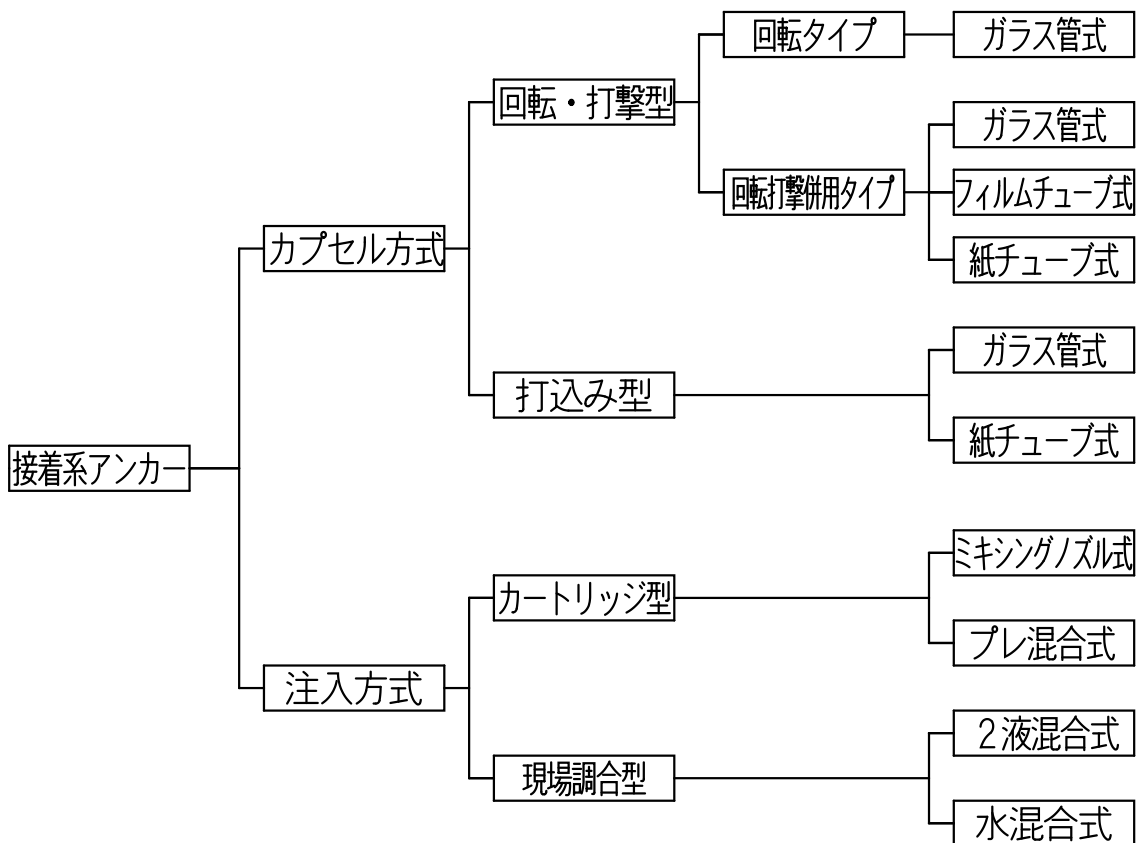 接着系アンカー
カプセル方式
回転・打撃型
回転タイプ
ガラス管式
回転打撃併用タイプ
ガラス管式
フィルムチューブ式
紙チューブ式
打込み型
ガラス管式
紙チューブ式
注入方式
カートリッジ型
ミキシングノズル式
プレ混合式
現場調合型
２液混合式
水混合式